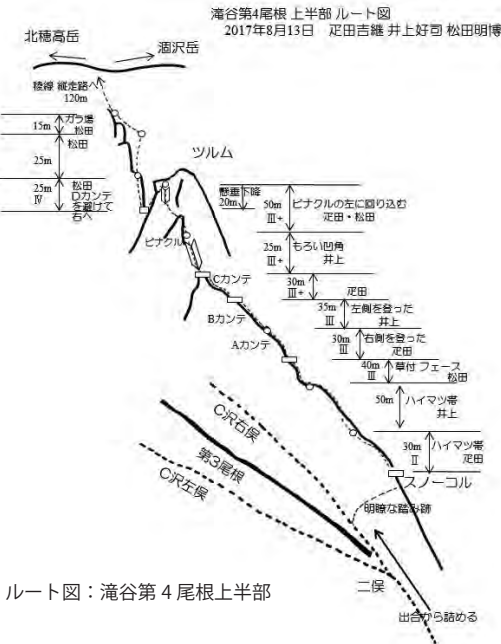 滝谷第4尾根 上半部 ルート図
2017年8月13日 疋田吉継 井上好司 松田明博
北穂高岳
涸沢岳
稜線 縦走路へ
120m
ガラ場
15m 松田
松田
25m
25m 松田
IV Dカンテ
を避けて
右へ
ツルム
懸垂下降
20m
ピナクル
50m ピナクルの左に回り込む
III+ 疋田・松田
25m もろい凹角
III+ 井上
30m
III+ 疋田
35m 左側を登った
III 井上
30m 右側を登った
III 疋田
40m 草付 フェース
III 松田
50m ハイマツ帯
井上
30m ハイマツ帯
II 疋田
Cカンテ
Bカンテ
Aカンテ
スノーコル
明瞭な踏み跡
C沢右俣
第3尾根
C沢左俣
二俣
出合から詰める
ルート図：滝谷第4尾根上半部